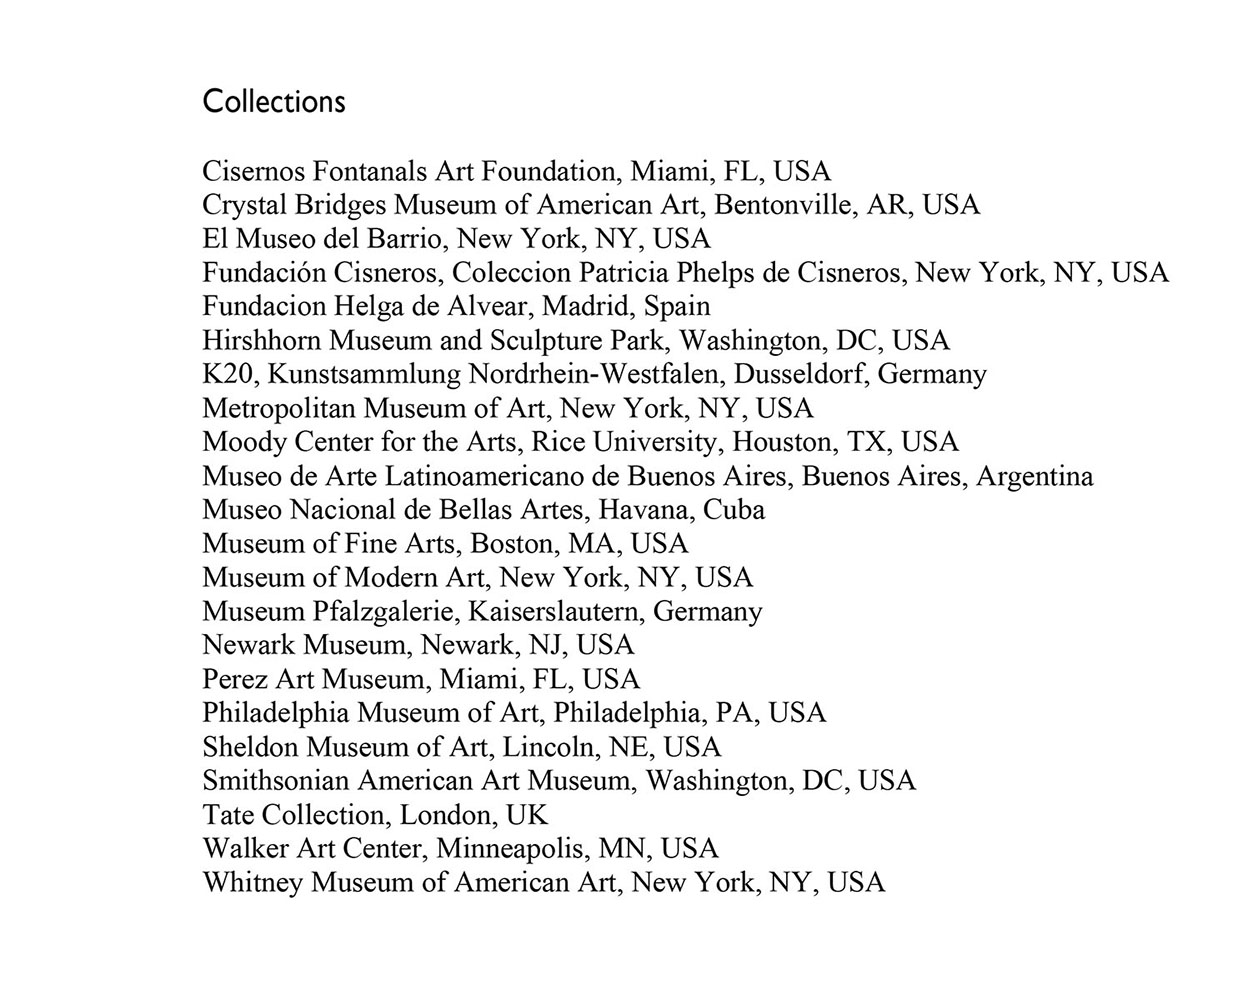 Collections
Cisernos Fontanals Art Foundation, Miami, FL, USA
Crystal Bridges Museum of American Art, Bentonville, AR, USA
El Museo del Barrio, New York, NY, USA
Fundación Cisneros, Coleccion Patricia Phelps de Cisneros, New York, NY, USA
Fundacion Helga de Alvear, Madrid, Spain
Hirshhorn Museum and Sculpture Park, Washington, DC, USA
K20, Kunstsammlung Nordrhein-Westfalen, Dusseldorf, Germany
Metropolitan Museum of Art, New York, NY, USA
Moody Center for the Arts, Rice University, Houston, TX, USA
Museo de Arte Latinoamericano de Buenos Aires, Buenos Aires, Argentina
Museo Nacional de Bellas Artes, Havana, Cuba
Museum of Fine Arts, Boston, MA, USA
Museum of Modern Art, New York, NY, USA
Museum Pfalzgalerie, Kaiserslautern, Germany
Newark Museum, Newark, NJ, USA
Perez Art Museum, Miami, FL, USA
Philadelphia Museum of Art, Philadelphia, PA, USA
Sheldon Museum of Art, Lincoln, NE, USA
Smithsonian American Art Museum, Washington, DC, USA
Tate Collection, London, UK
Walker Art Center, Minneapolis, MN, USA
Whitney Museum of American Art, New York, NY, USA